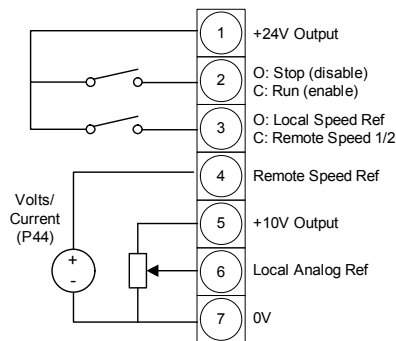 1 +24V Output
2 O: Stop (disable)
C: Run (enable)
3 O: Local Speed Ref
C: Remote Speed 1/2
4 Remote Speed Ref
Volts/
Current
(P44)
+
-
5 +10V Output
6 Local Analog Ref
7 0V